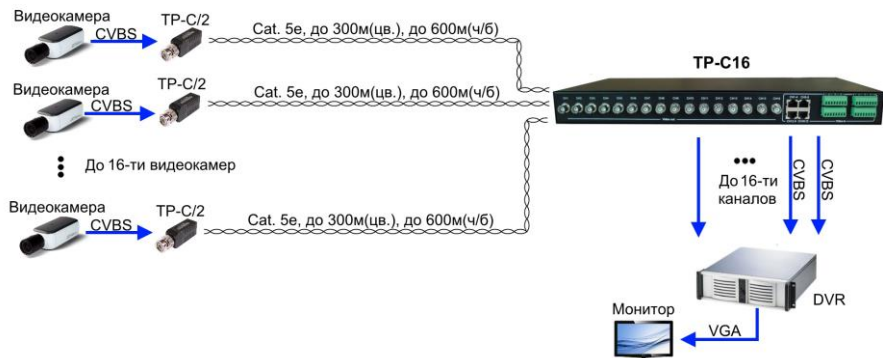 Видеокамера
CVBS
TP-C/2
Cat. 5e, до 300м(цв.), до 600м(ч/б)
Видеокамера
CVBS
TP-C/2
Cat. 5e, до 300м(цв.), до 600м(ч/б)
TP-C16
До 16-ти видеокамер
Видеокамера
CVBS
TP-C/2
Cat. 5e, до 300м(цв.), до 600м(ч/б)
До 16-ти
каналов
CVBS
CVBS
DVR
Монитор
VGA